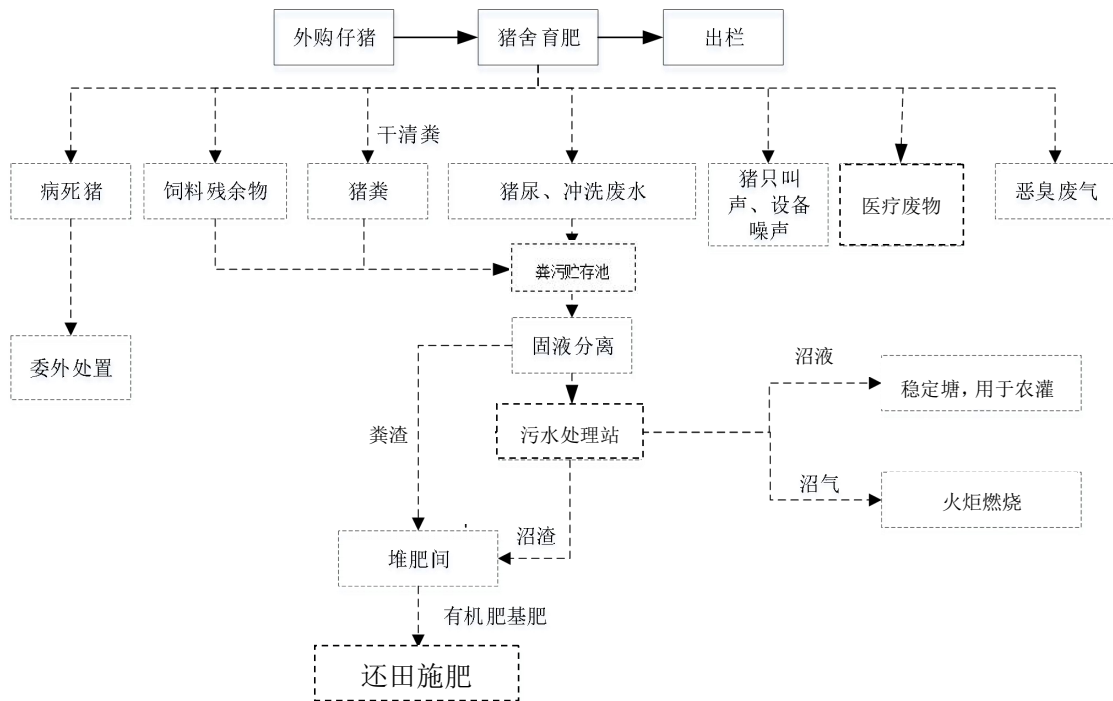 外购仔猪
猪舍育肥
出栏
干清粪
病死猪
饲料残余物
猪粪
猪尿、冲洗废水
猪只叫
声、设备
噪声
医疗废物
恶臭废气
粪污贮存池
固液分离
委外处置
沼液
稳定塘，用于农灌
粪渣
污水处理站
沼气
火炬燃烧
沼渣
堆肥间
有机肥基肥
还田施肥